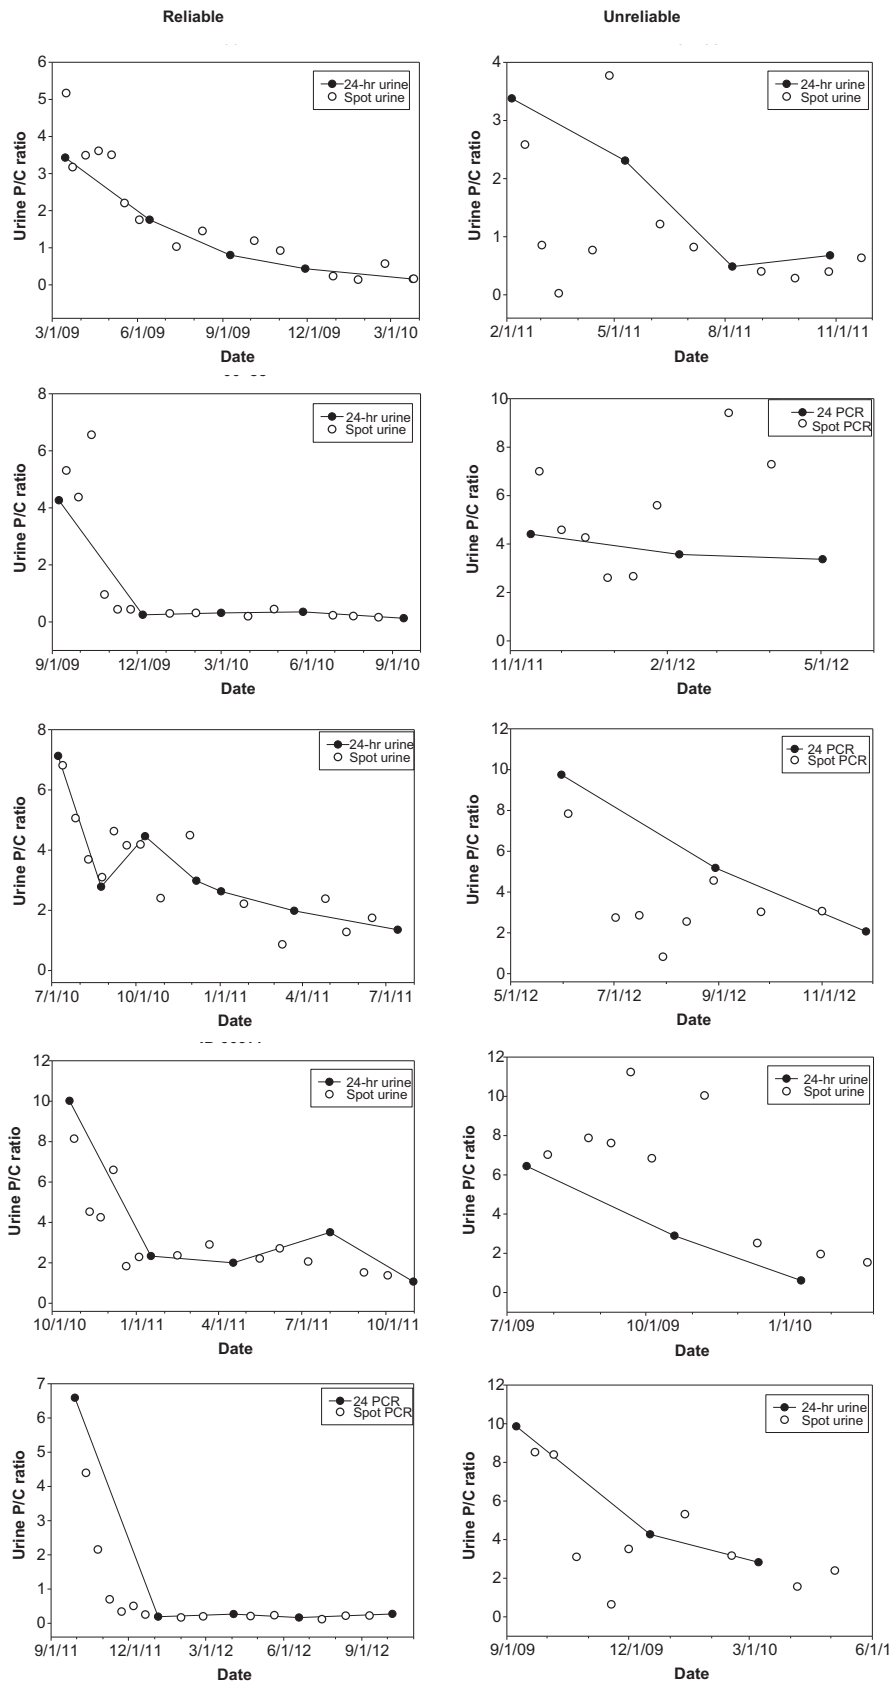 Reliable
Unreliable
6
5
4
3
2
1
0
Urine P/C ratio
24-hr urine
Spot urine
3/1/09 6/1/09 9/1/09 12/1/09 3/1/10
Date
4
3
2
1
0
Urine P/C ratio
24-hr urine
Spot urine
2/1/11 5/1/11 8/1/11 11/1/11
Date
8
6
4
2
0
Urine P/C ratio
24-hr urine
Spot urine
9/1/09 12/1/09 3/1/10 6/1/10 9/1/10
Date
10
8
6
4
2
0
Urine P/C ratio
24 PCR
Spot PCR
11/1/11 2/1/12 5/1/12
Date
8
6
4
2
0
Urine P/C ratio
24-hr urine
Spot urine
7/1/10 10/1/10 1/1/11 4/1/11 7/1/11
Date
12
10
8
6
4
2
0
Urine P/C ratio
24 PCR
Spot PCR
5/1/12 7/1/12 9/1/12 11/1/12
Date
12
10
8
6
4
2
0
Urine P/C ratio
24-hr urine
Spot urine
10/1/10 1/1/11 4/1/11 7/1/11 10/1/11
Date
12
10
8
6
4
2
0
Urine P/C ratio
24-hr urine
Spot urine
7/1/09 10/1/09 1/1/10
Date
7
6
5
4
3
2
1
0
Urine P/C ratio
24 PCR
Spot PCR
9/1/11 12/1/11 3/1/12 6/1/12 9/1/12
Date
12
10
8
6
4
2
0
Urine P/C ratio
24-hr urine
Spot urine
9/1/09 12/1/09 3/1/10 6/1/1
Date